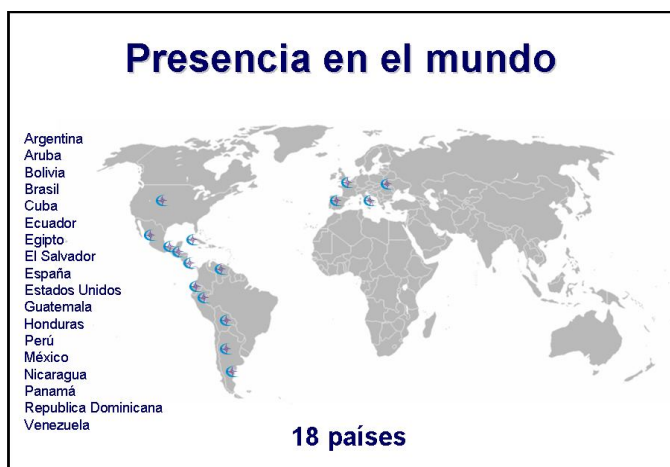 Presencia en el mundo
Argentina
Aruba
Bolivia
Brasil
Cuba
Ecuador
Egipto
El Salvador
España
Estados Unidos
Guatemala
Honduras
Perú
México
Nicaragua
Panamá
Republica Dominicana
Venezuela
18 países